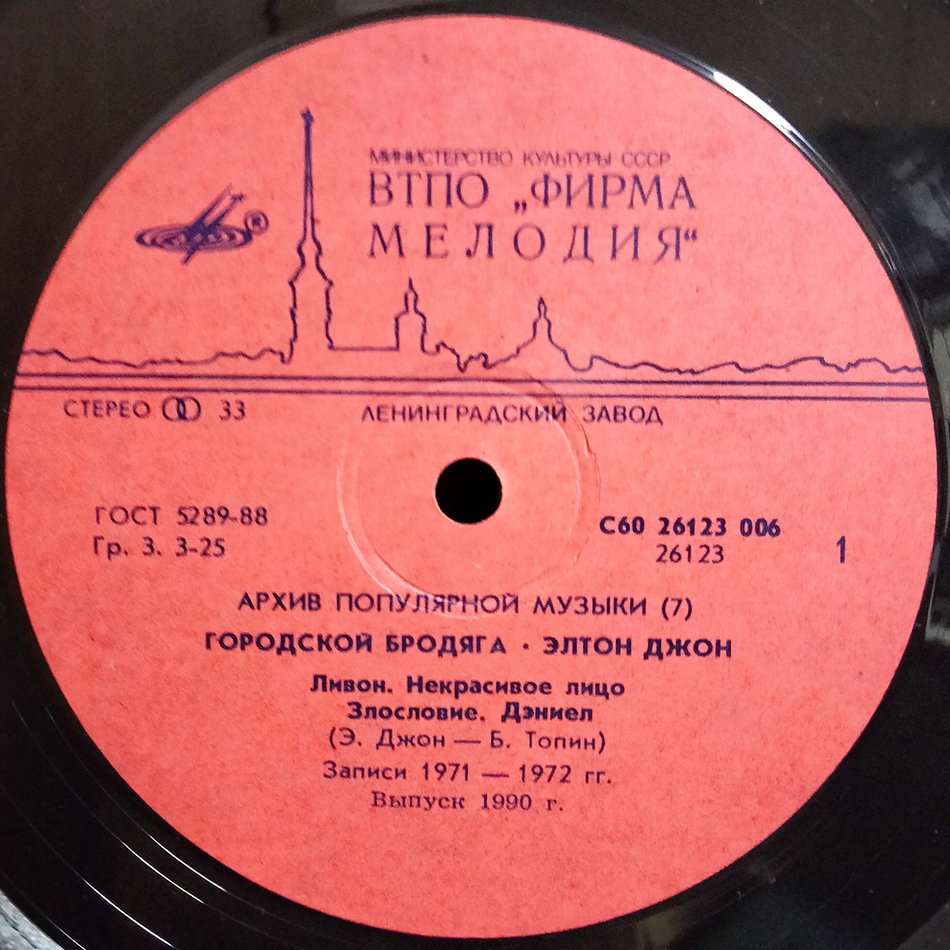 МИНИСТЕРСТВО КУЛЬТУРЫ СССР
ВТПО „ФИРМА
МЕЛОДИЯ“
®
СТЕРЕО 33
ЛЕНИНГРАДСКИЙ ЗАВОД
ГОСТ 5289-88
Гр. 3. 3-25
С60 26123 006
26123
1
АРХИВ ПОПУЛЯРНОЙ МУЗЫКИ (7)
ГОРОДСКОЙ БРОДЯГА · ЭЛТОН ДЖОН
Ливон. Некрасивое лицо
Злословие. Дэниел
(Э. Джон — Б. Топин)
Записи 1971 — 1972 гг.
Выпуск 1990 г.